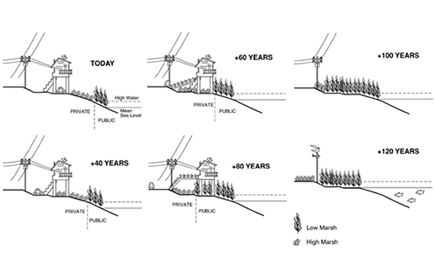 TODAY
High Water
Mean
Sea Level
PRIVATE
PUBLIC
+60 YEARS
PRIVATE
PUBLIC
+100 YEARS
+40 YEARS
PRIVATE
PUBLIC
+80 YEARS
PRIVATE
PUBLIC
+120 YEARS
Low Marsh
High Marsh